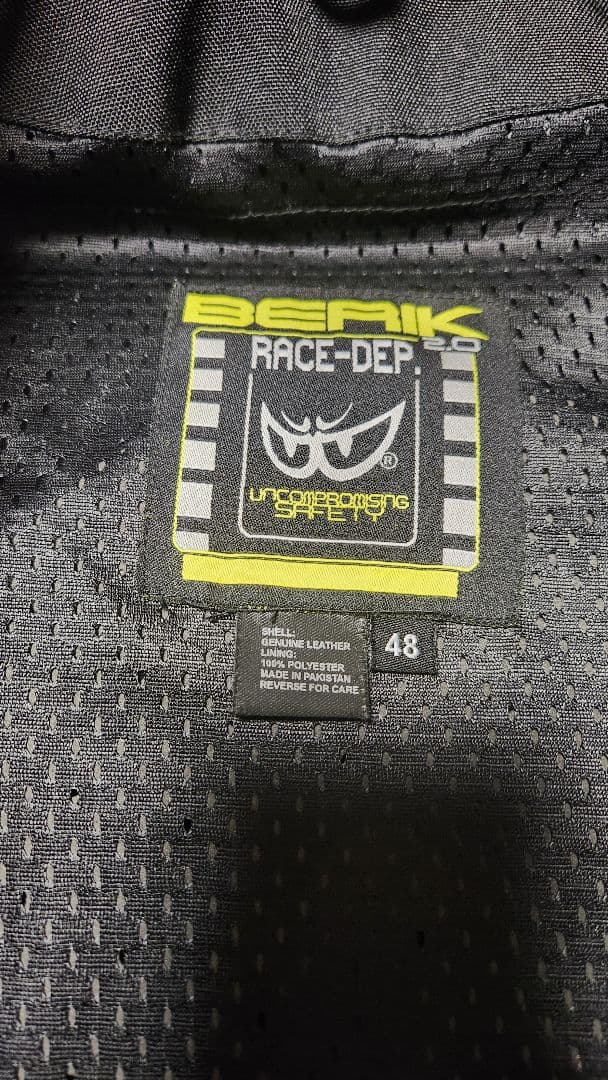 BERIK
2.0
RACE-DEP.
®
UNCOMPROMISING
SAFETY
SHELL:
GENUINE LEATHER
LINING:
100% POLYESTER
MADE IN PAKISTAN
REVERSE FOR CARE
48